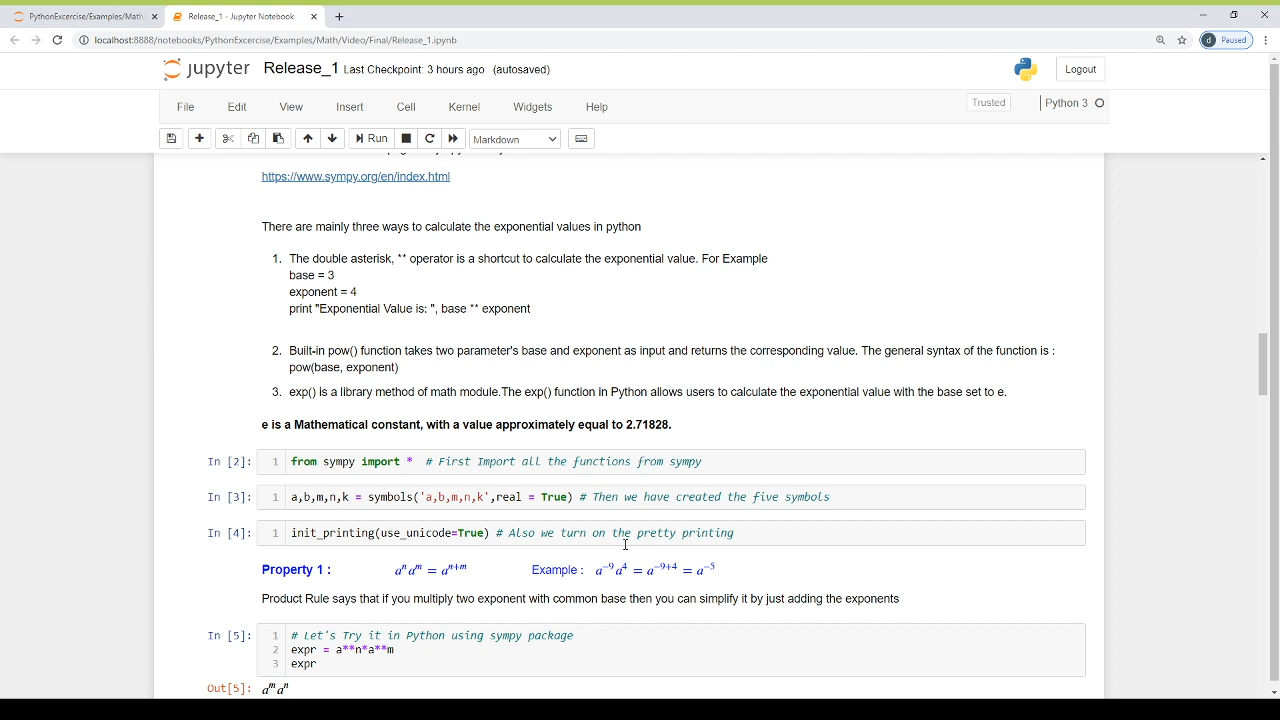 PythonExcercise/Examples/Math
Release_1 - Jupyter Notebook
localhost:8888/notebooks/PythonExcercise/Examples/Math/Video/Final/Release_1.ipynb
d Paused
jupyter Release_1 Last Checkpoint: 3 hours ago (autosaved)
Logout
File Edit View Insert Cell Kernel Widgets Help
Trusted
Python 3
Run
Markdown
https://www.sympy.org/en/index.html
There are mainly three ways to calculate the exponential values in python
1. The double asterisk, ** operator is a shortcut to calculate the exponential value. For Example
base = 3
exponent = 4
print "Exponential Value is: ", base ** exponent
2. Built-in pow() function takes two parameter's base and exponent as input and returns the corresponding value. The general syntax of the function is :
pow(base, exponent)
3. exp() is a library method of math module.The exp() function in Python allows users to calculate the exponential value with the base set to e.
e is a Mathematical constant, with a value approximately equal to 2.71828.
In [2]: 1 from sympy import * # First Import all the functions from sympy
In [3]: 1 a,b,m,n,k = symbols('a,b,m,n,k',real = True) # Then we have created the five symbols
In [4]: 1 init_printing(use_unicode=True) # Also we turn on the pretty printing
Property 1 : aⁿaᵐ = aⁿ⁺ᵐ Example : a⁻⁹a⁴ = a⁻⁹⁺⁴ = a⁻⁵
Product Rule says that if you multiply two exponent with common base then you can simplify it by just adding the exponents
In [5]: 1 # Let's Try it in Python using sympy package
2 expr = a**n*a**m
3 expr
Out[5]: aᵐaⁿ